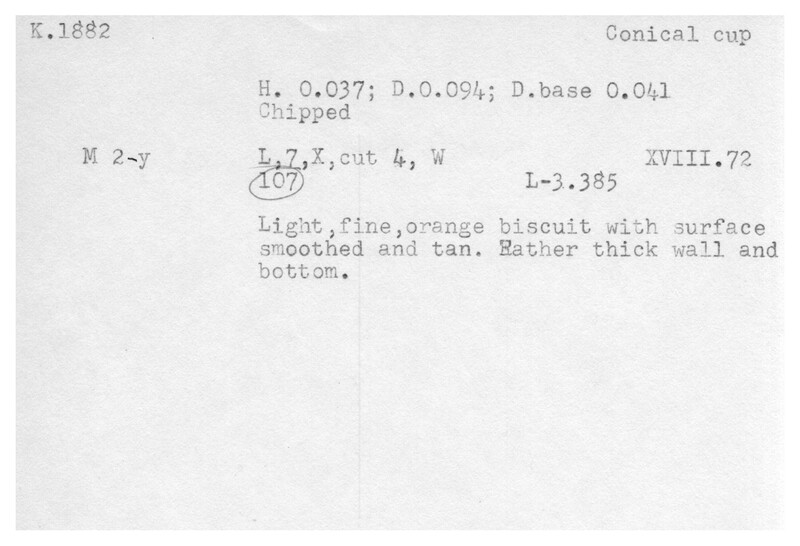 K.1882 Conical cup
H. 0.037; D.0.094; D.base 0.041
Chipped
M 2-y L,7,X,cut 4, W XVIII.72
107 L-3.385
Light,fine,orange biscuit with surface
smoothed and tan. Rather thick wall and
bottom.